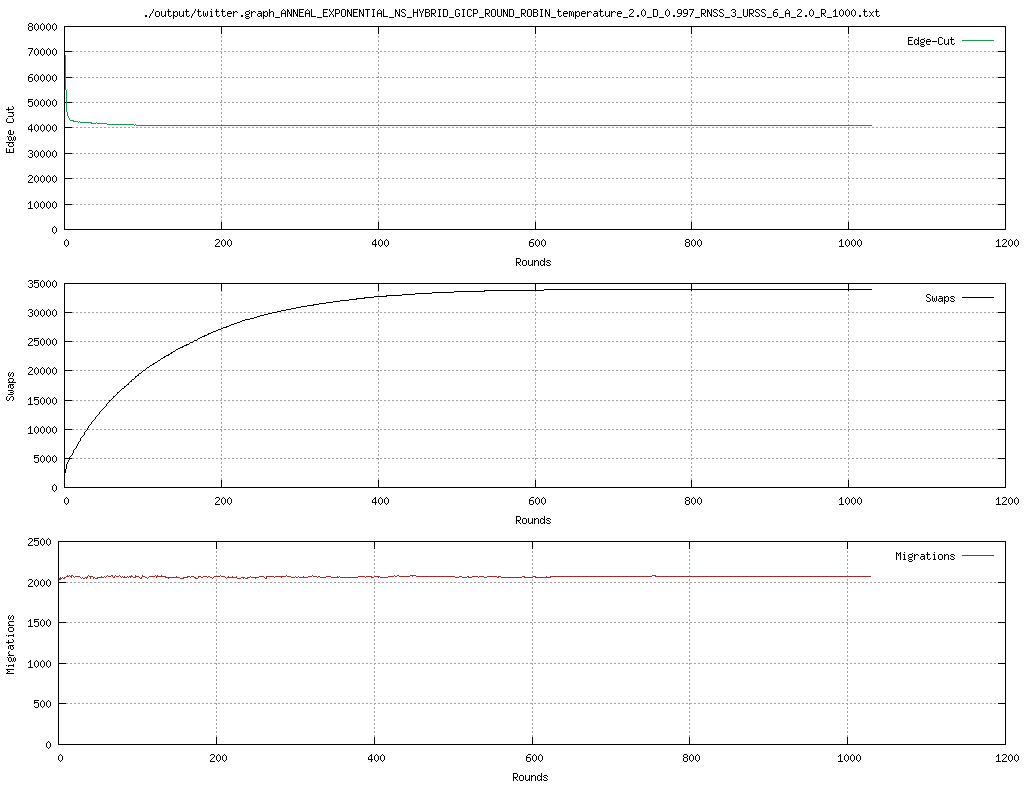 ./output/twitter.graph_ANNEAL_EXPONENTIAL_NS_HYBRID_GICP_ROUND_ROBIN_temperature_2.0_D_0.997_RNSS_3_URSS_6_A_2.0_R_1000.txt
80000
70000
60000
50000
40000
30000
20000
10000
0
Edge Cut
Edge-Cut
0 200 400 600 800 1000 1200
Rounds
35000
30000
25000
20000
15000
10000
5000
0
Swaps
Swaps
0 200 400 600 800 1000 1200
Rounds
2500
2000
1500
1000
500
0
Migrations
Migrations
0 200 400 600 800 1000 1200
Rounds